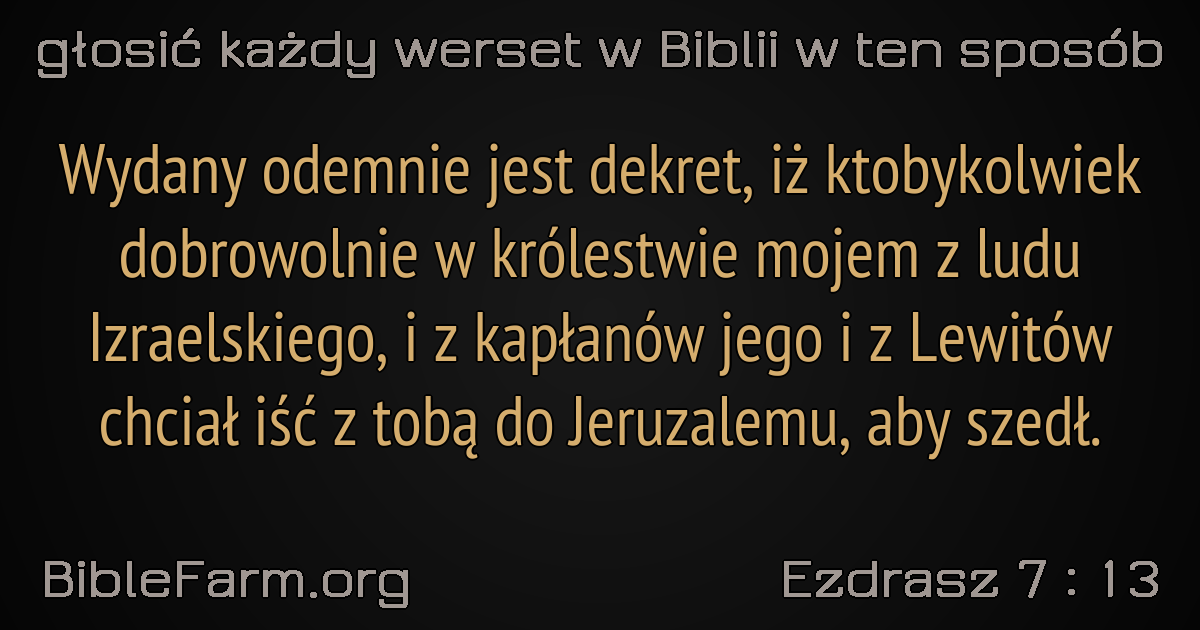 głosić każdy werset w Biblii w ten sposób
Wydany odemnie jest dekret, iż ktobykolwiek
dobrowolnie w królestwie mojem z ludu
Izraelskiego, i z kapłanów jego i z Lewitów
chciał iść z tobą do Jeruzalemu, aby szedł.
BibleFarm.org
Ezdrasz 7 : 13